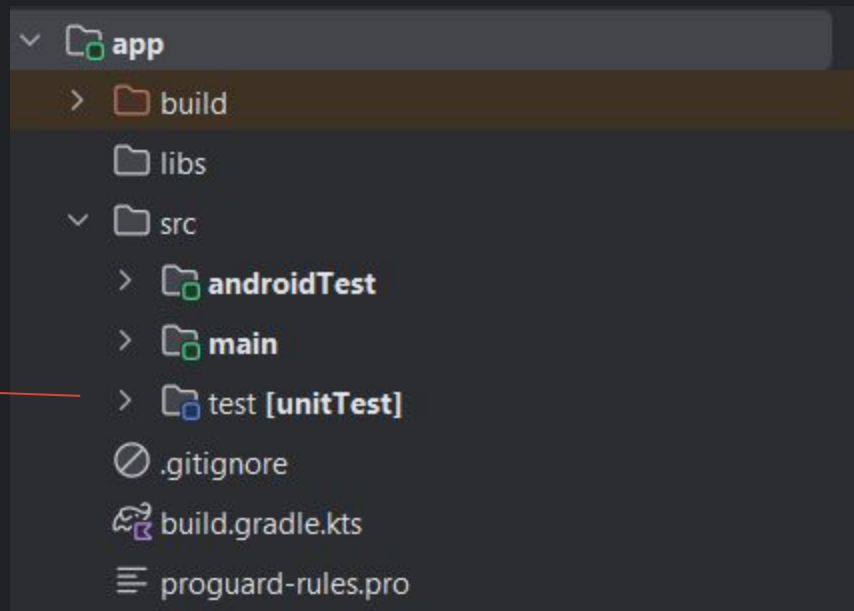 app
build
libs
src
androidTest
main
test [unitTest]
.gitignore
build.gradle.kts
proguard-rules.pro